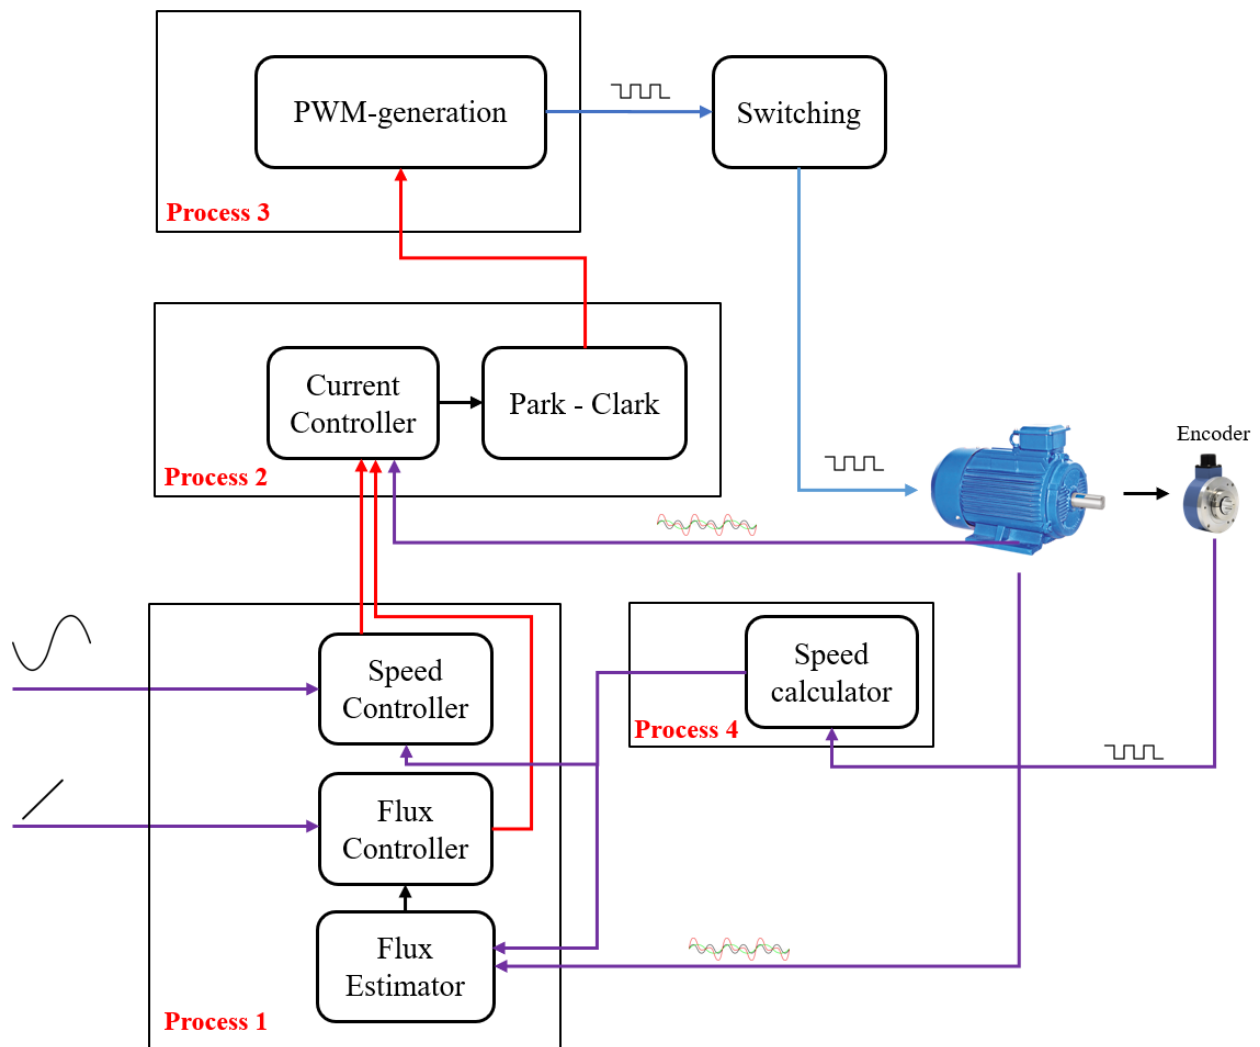 PWM-generation
Switching
Process 3
Current
Controller
Park - Clark
Process 2
Encoder
Speed
Controller
Speed
calculator
Process 4
Flux
Controller
Flux
Estimator
Process 1